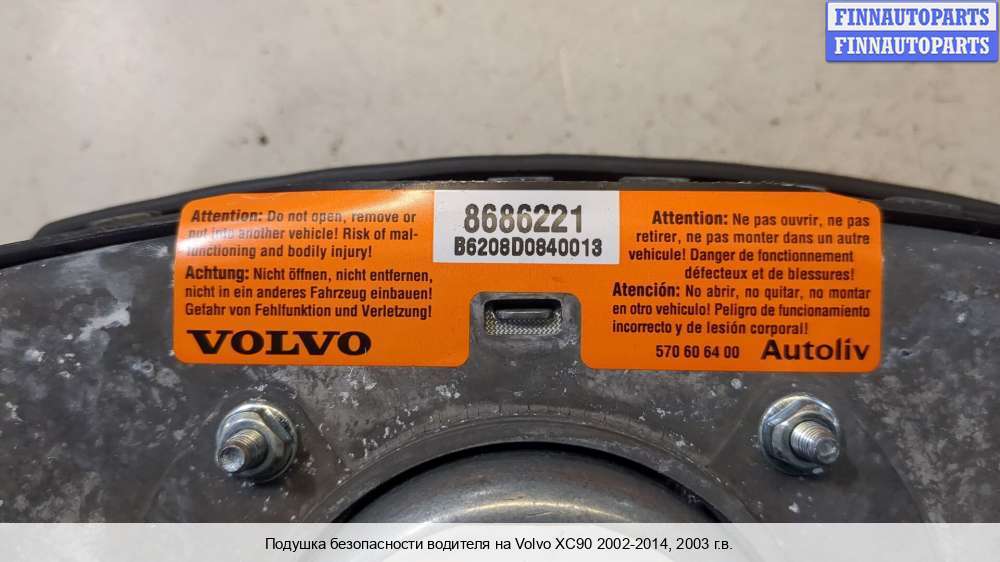 FINNAUTOPARTS
FINNAUTOPARTS
Attention: Do not open, remove or
put into another vehicle! Risk of mal-
functioning and bodily injury!
Achtung: Nicht öffnen, nicht entfernen,
nicht in ein anderes Fahrzeug einbauen!
Gefahr von Fehlfunktion und Verletzung!
VOLVO
8686221
B6208D0840013
Attention: Ne pas ouvrir, ne pas
retirer, ne pas monter dans un autre
vehicule! Danger de fonctionnement
défecteux et de blessures!
Atención: No abrir, no quitar, no montar
en otro vehiculo! Peligro de funcionamiento
incorrecto y de lesión corporal!
570 60 64 00 Autoliv
Подушка безопасности водителя на Volvo XC90 2002-2014, 2003 г.в.